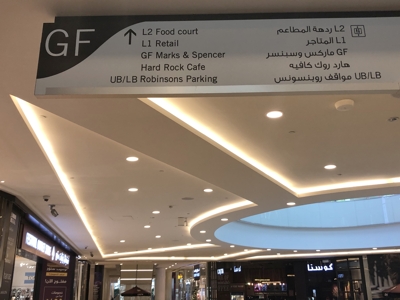 GF
L2 Food court
L1 Retail
GF Marks & Spencer
Hard Rock Cafe
UB/LB Robinsons Parking
L2 ردهة المطاعم
L1 المتاجر
GF ماركس وسبنسر
هارد روك كافيه
UB/LB مواقف روبنسونس
كوستا